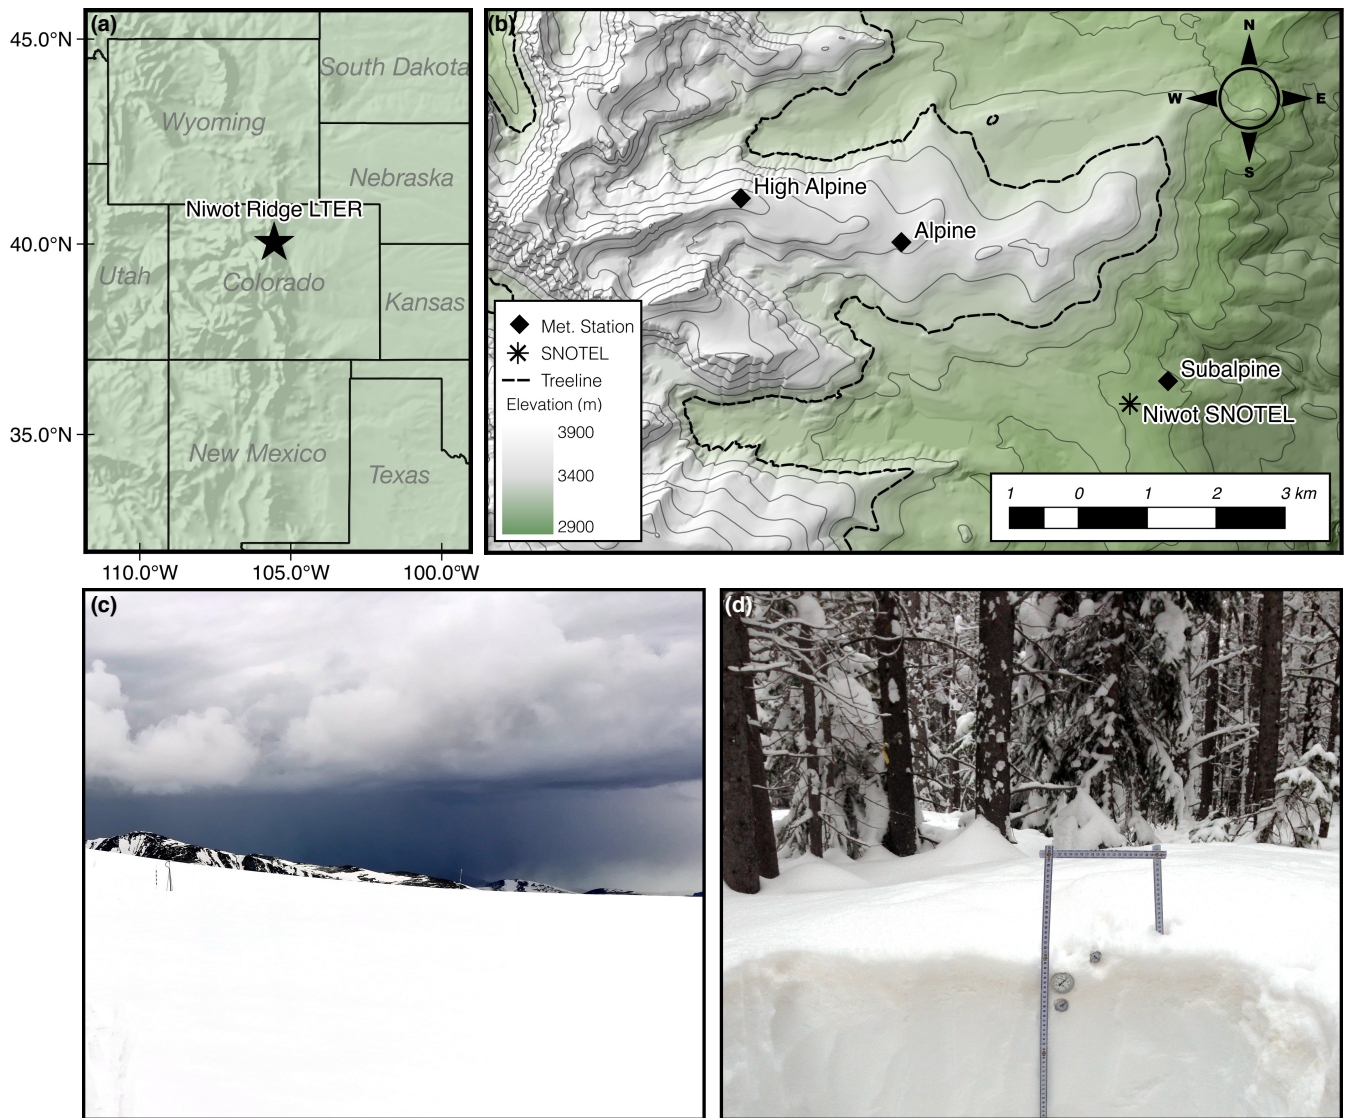 (a)
45.0°N
40.0°N
35.0°N
South Dakota
Wyoming
Nebraska
Niwot Ridge LTER
Utah
Colorado
Kansas
New Mexico
Texas
110.0°W 105.0°W 100.0°W
(b)
N
W E
S
High Alpine
Alpine
Subalpine
Niwot SNOTEL
Met. Station
SNOTEL
Treeline
Elevation (m)
3900
3400
2900
1 0 1 2 3 km
(c)
(d)